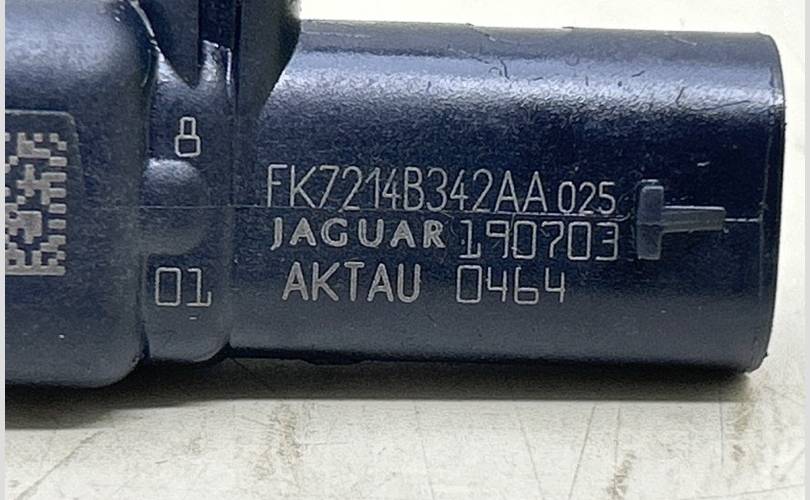 8
FK7214B342AA 025
JAGUAR 190703
01 AKTAU 0464